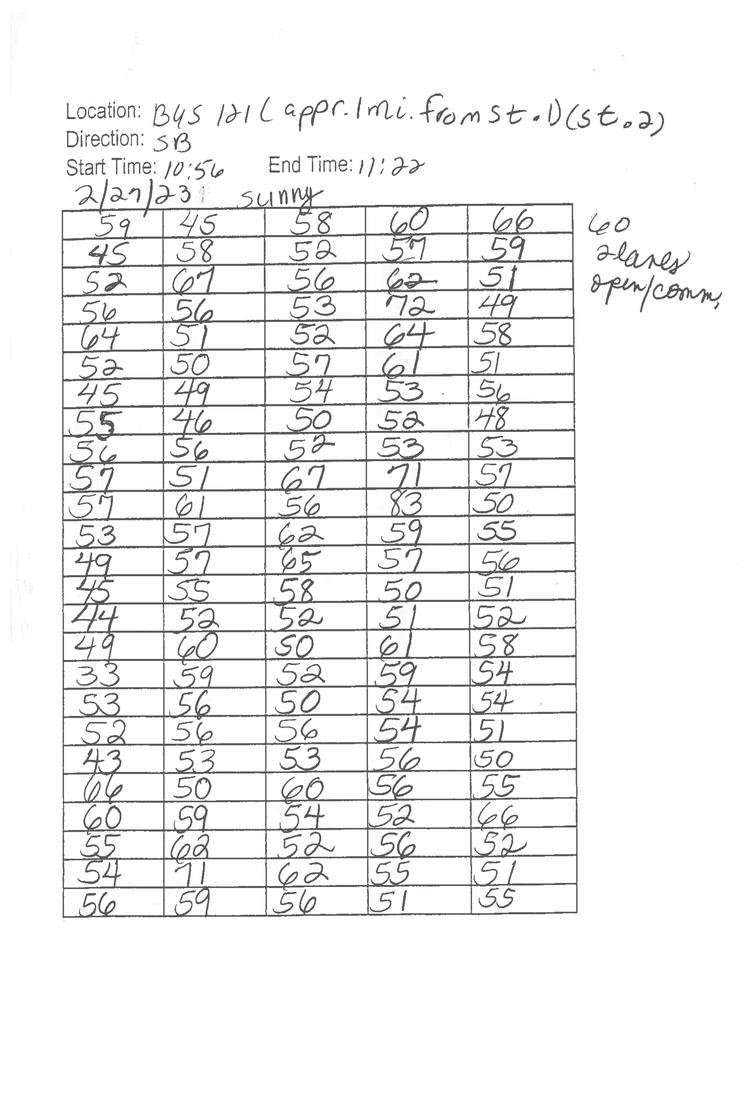 Location: BUS 121 ( appr. 1 mi. from st. 1) (st. 2)
Direction: SB
Start Time: 10:56 End Time: 11:22
2/27/23 sunny
59 45 58 60 66 60
45 58 52 57 59 2 lanes
52 67 56 62 51 open/comm.
56 56 53 72 49
64 51 52 64 58
52 50 57 61 51
45 49 54 53 56
55 46 50 52 48
56 56 52 53 53
57 51 67 71 57
57 61 56 83 50
53 57 62 59 55
49 57 65 57 56
45 55 58 50 51
44 52 52 51 52
49 60 50 61 58
33 59 52 59 54
53 56 50 54 54
52 56 56 54 51
43 53 53 56 50
66 50 60 56 55
60 59 54 52 66
55 62 52 56 52
54 71 62 55 51
56 59 56 51 55